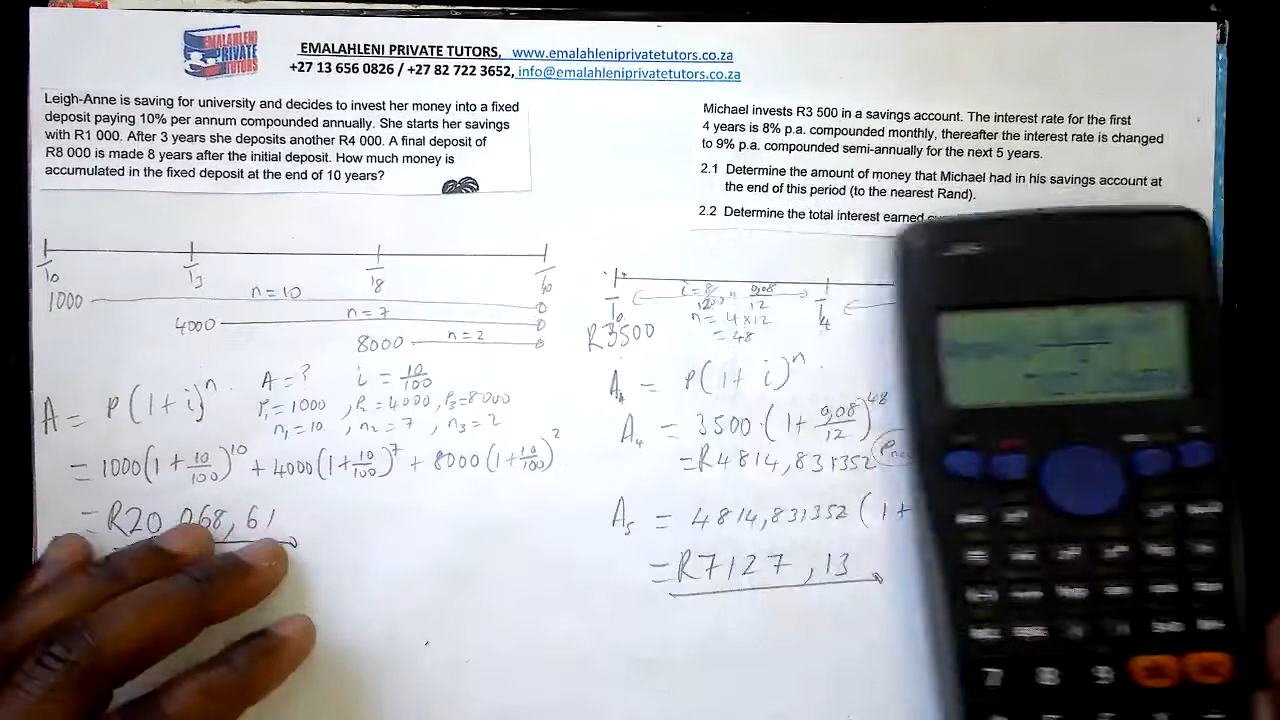 EMALAHLENI
PRIVATE
TUTORS
EMALAHLENI PRIVATE TUTORS, www.emalahleniprivatetutors.co.za
+27 13 656 0826 / +27 82 722 3652, info@emalahleniprivatetutors.co.za
Leigh-Anne is saving for university and decides to invest her money into a fixed
deposit paying 10% per annum compounded annually. She starts her savings
with R1 000. After 3 years she deposits another R4 000. A final deposit of
R8 000 is made 8 years after the initial deposit. How much money is
accumulated in the fixed deposit at the end of 10 years?
T0 T3 T8 T10
1000 n=10
4000 n=7
8000 n=2
A = P(1+i)^n
A=? i=10/100
P1=1000, P2=4000, P3=8000
n1=10, n2=7, n3=2
= 1000(1+10/100)^10 + 4000(1+10/100)^7 + 8000(1+10/100)^2
= R20 068,61
Michael invests R3 500 in a savings account. The interest rate for the first
4 years is 8% p.a. compounded monthly, thereafter the interest rate is changed
to 9% p.a. compounded semi-annually for the next 5 years.
2.1 Determine the amount of money that Michael had in his savings account at
the end of this period (to the nearest Rand).
2.2 Determine the total interest earned
T0 i=8/1200 = 0,08/12 T4
n=4×12
=48
R3500
A4 = P(1+i)^n
A4 = 3500(1+0,08/12)^48
=R4814,831352
A5 = 4814,831352(1+
=R7127,13
7 8 9